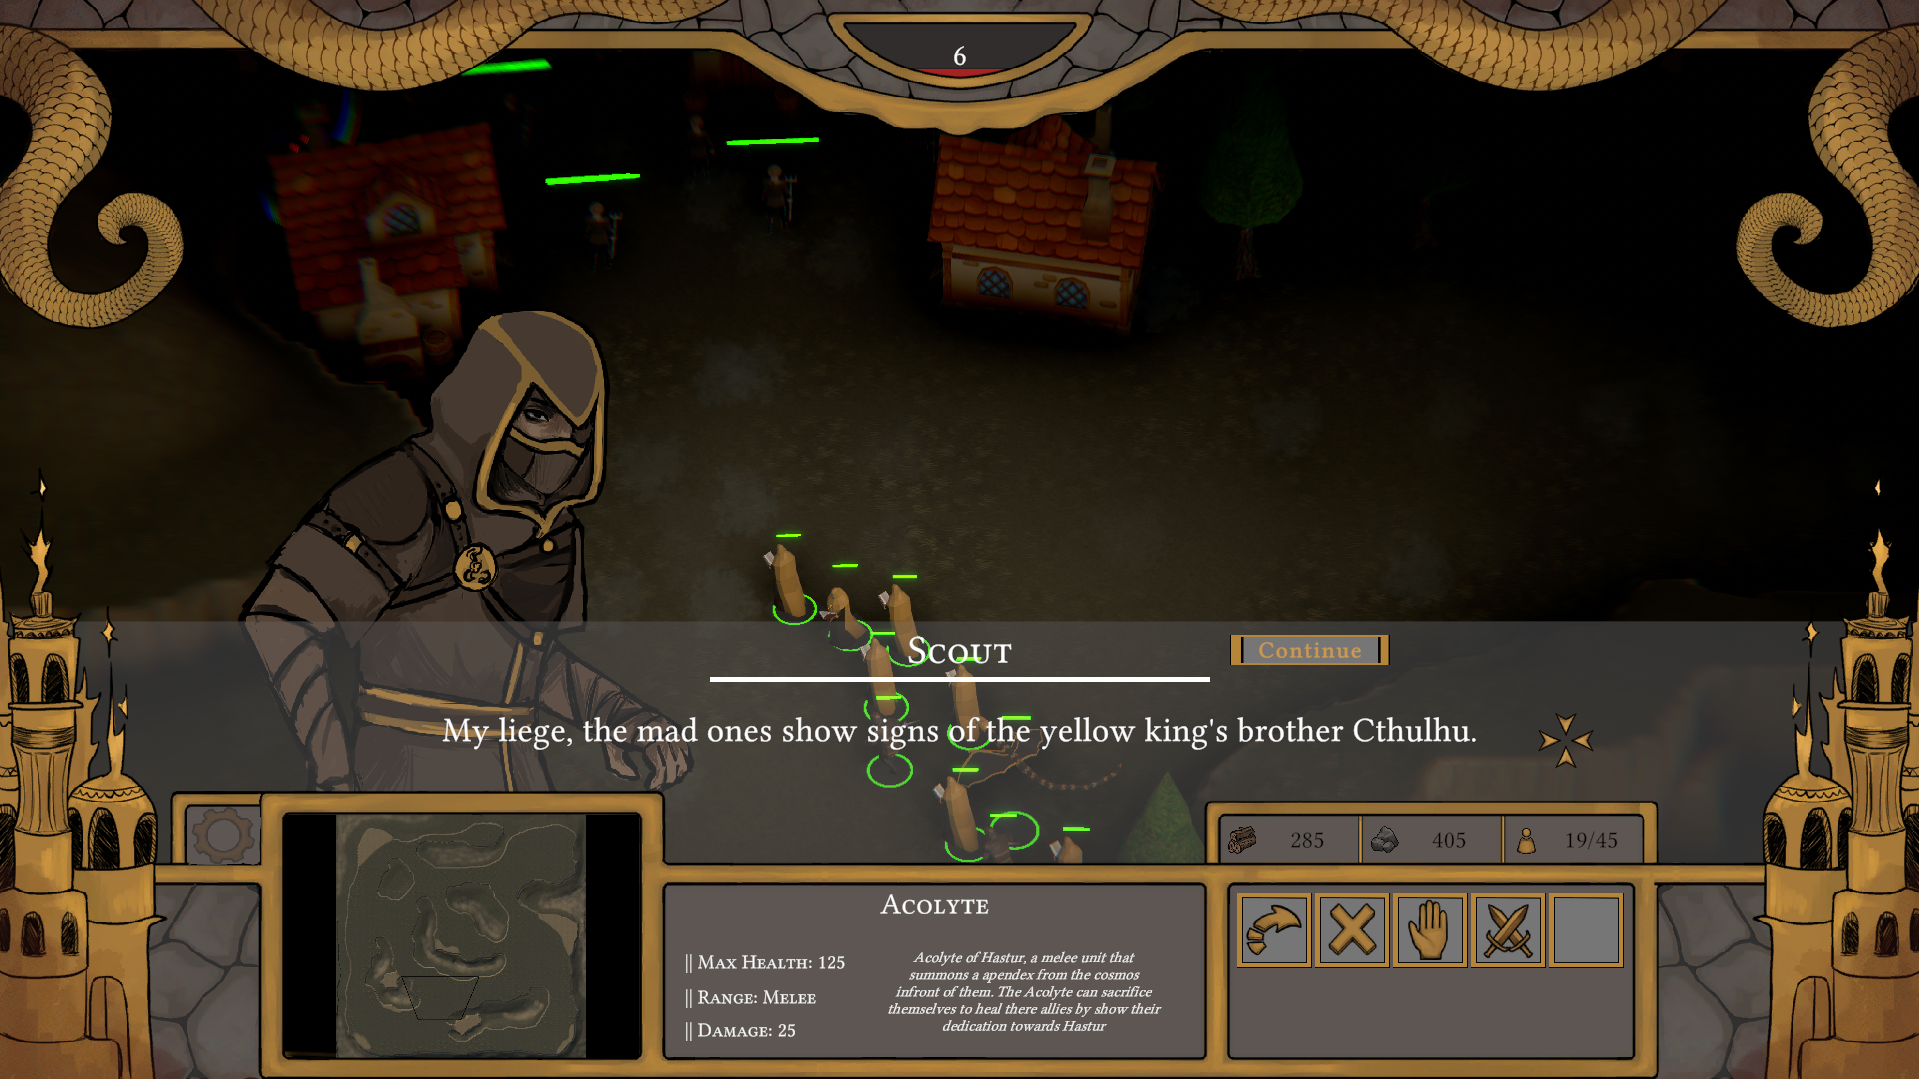 6
Scout
Continue
My liege, the mad ones show signs of the yellow king's brother Cthulhu.
285
405
19/45
Acolyte
|| Max Health: 125
|| Range: Melee
|| Damage: 25
Acolyte of Hastur, a melee unit that
summons a apendex from the cosmos
infront of them. The Acolyte can sacrifice
themselves to heal there allies by show their
dedication towards Hastur